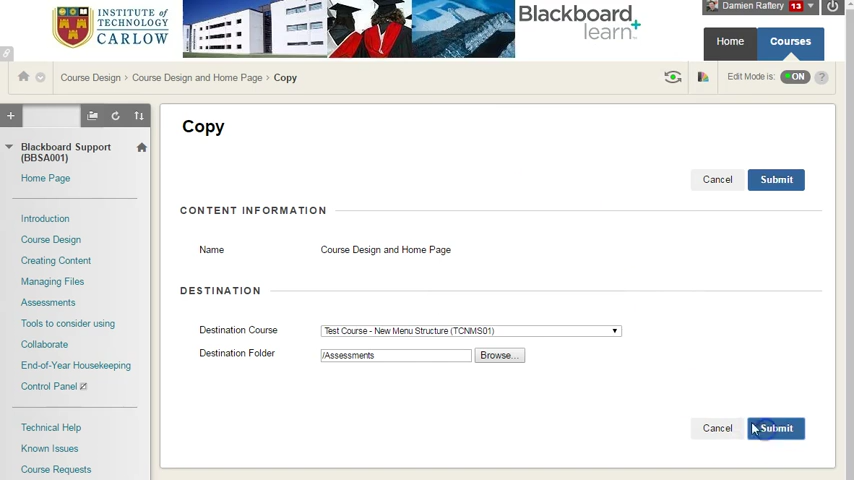 INSTITUTE of
TECHNOLOGY
CARLOW
Blackboard
learn+
Damien Raftery 13
Home Courses
Course Design › Course Design and Home Page › Copy
Edit Mode is: ON ?
Blackboard Support
(BBSA001)
Home Page
Introduction
Course Design
Creating Content
Managing Files
Assessments
Tools to consider using
Collaborate
End-of-Year Housekeeping
Control Panel
Technical Help
Known Issues
Course Requests
Copy
Cancel Submit
CONTENT INFORMATION
Name Course Design and Home Page
DESTINATION
Destination Course Test Course - New Menu Structure (TCNMS01)
Destination Folder /Assessments Browse...
Cancel Submit